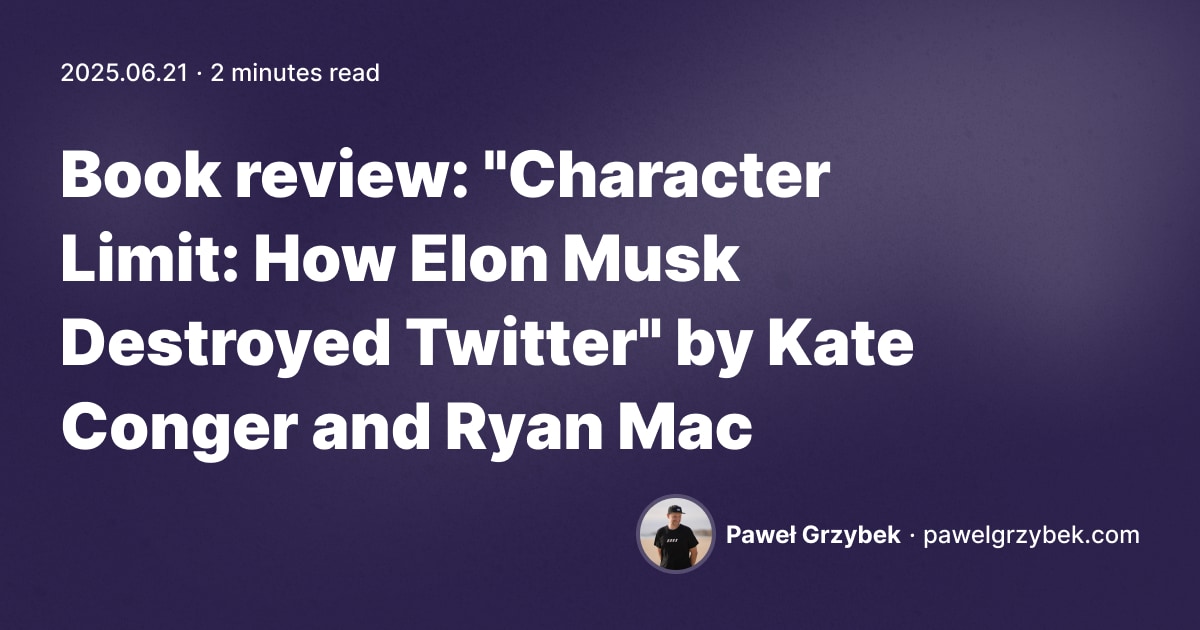 2025.06.21 · 2 minutes read
Book review: "Character
Limit: How Elon Musk
Destroyed Twitter" by Kate
Conger and Ryan Mac
Paweł Grzybek · pawelgrzybek.com